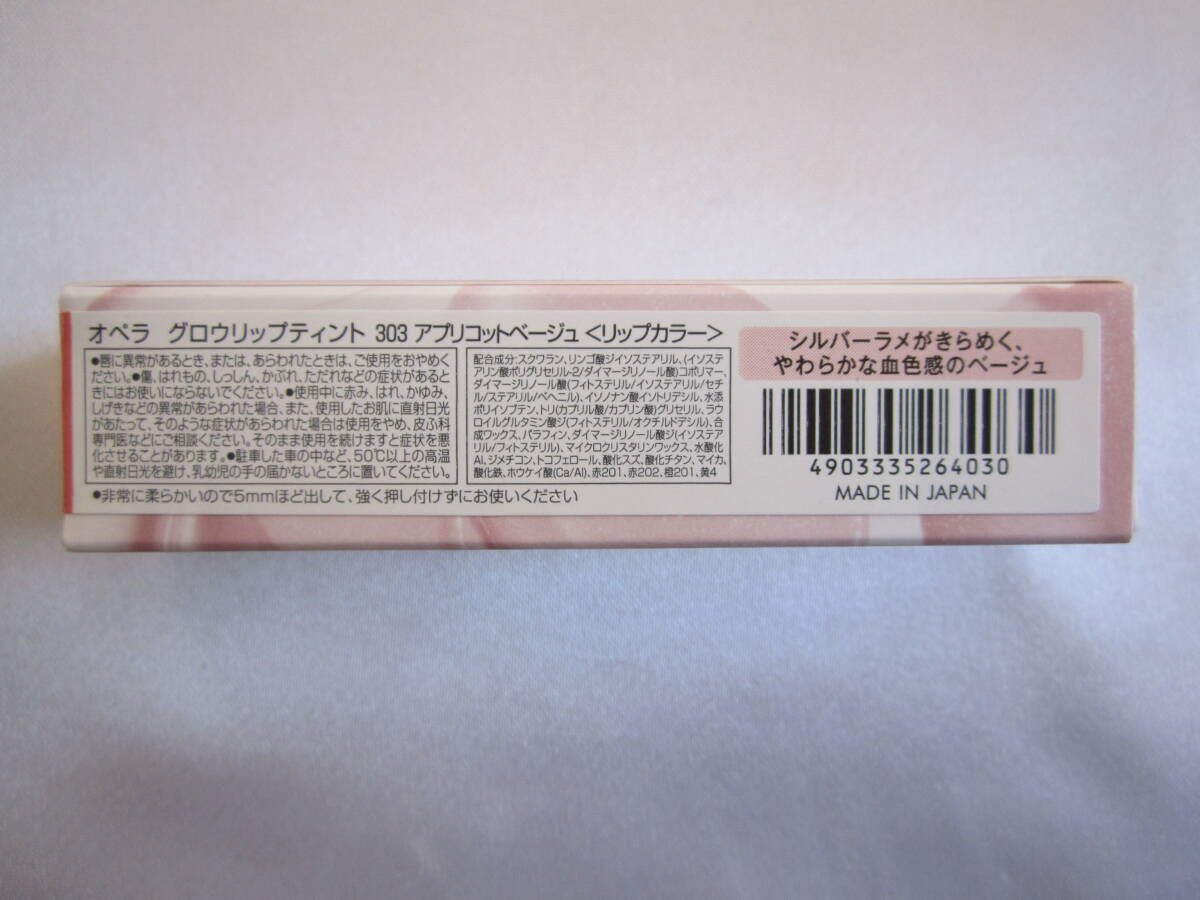 オペラ グロウリップティント 303 アプリコットベージュ <リップカラー>
●唇に異常があるとき、または、あらわれたときは、ご使用をおやめく
ださい。●傷、はれもの、しっしん、かぶれ、ただれなどの症状があると
きにはお使いにならないでください。●使用中に赤み、はれ、かゆみ、
しげきなどの異常があらわれた場合、また、使用したお肌に直射日光
があたって、そのような症状があらわれた場合は使用をやめ、皮ふ科
専門医などにご相談ください。そのまま使用を続けますと症状を悪
化させることがあります。●駐車した車の中など、50℃以上の高温
や直射日光を避け、乳幼児の手の届かないところに置いてください。
配合成分:スクワラン、リンゴ酸ジイソステアリル、(イソステ
アリン酸ポリグリセリル-2/ダイマージリノール酸)コポリマー、
ダイマージリノール酸(フィトステリル/イソステアリル/セチ
ル/ステアリル/ベヘニル)、イソノナン酸イソトリデシル、水添
ポリイソブテン、トリ(カプリル酸/カプリン酸)グリセリル、ラウ
ロイルグルタミン酸ジ(フィトステリル/オクチルドデシル)、合
成ワックス、パラフィン、ダイマージリノール酸ジ(イソステア
リル/フィトステリル)、マイクロクリスタリンワックス、水酸化
Al、ジメチコン、トコフェロール、酸化スズ、酸化チタン、マイカ、
酸化鉄、ホウケイ酸(Ca/Al)、赤201、赤202、橙201、黄4
●非常に柔らかいので5mmほど出して、強く押し付けずにお使いください
シルバーラメがきらめく、
やわらかな血色感のベージュ
4903335264030
MADE IN JAPAN